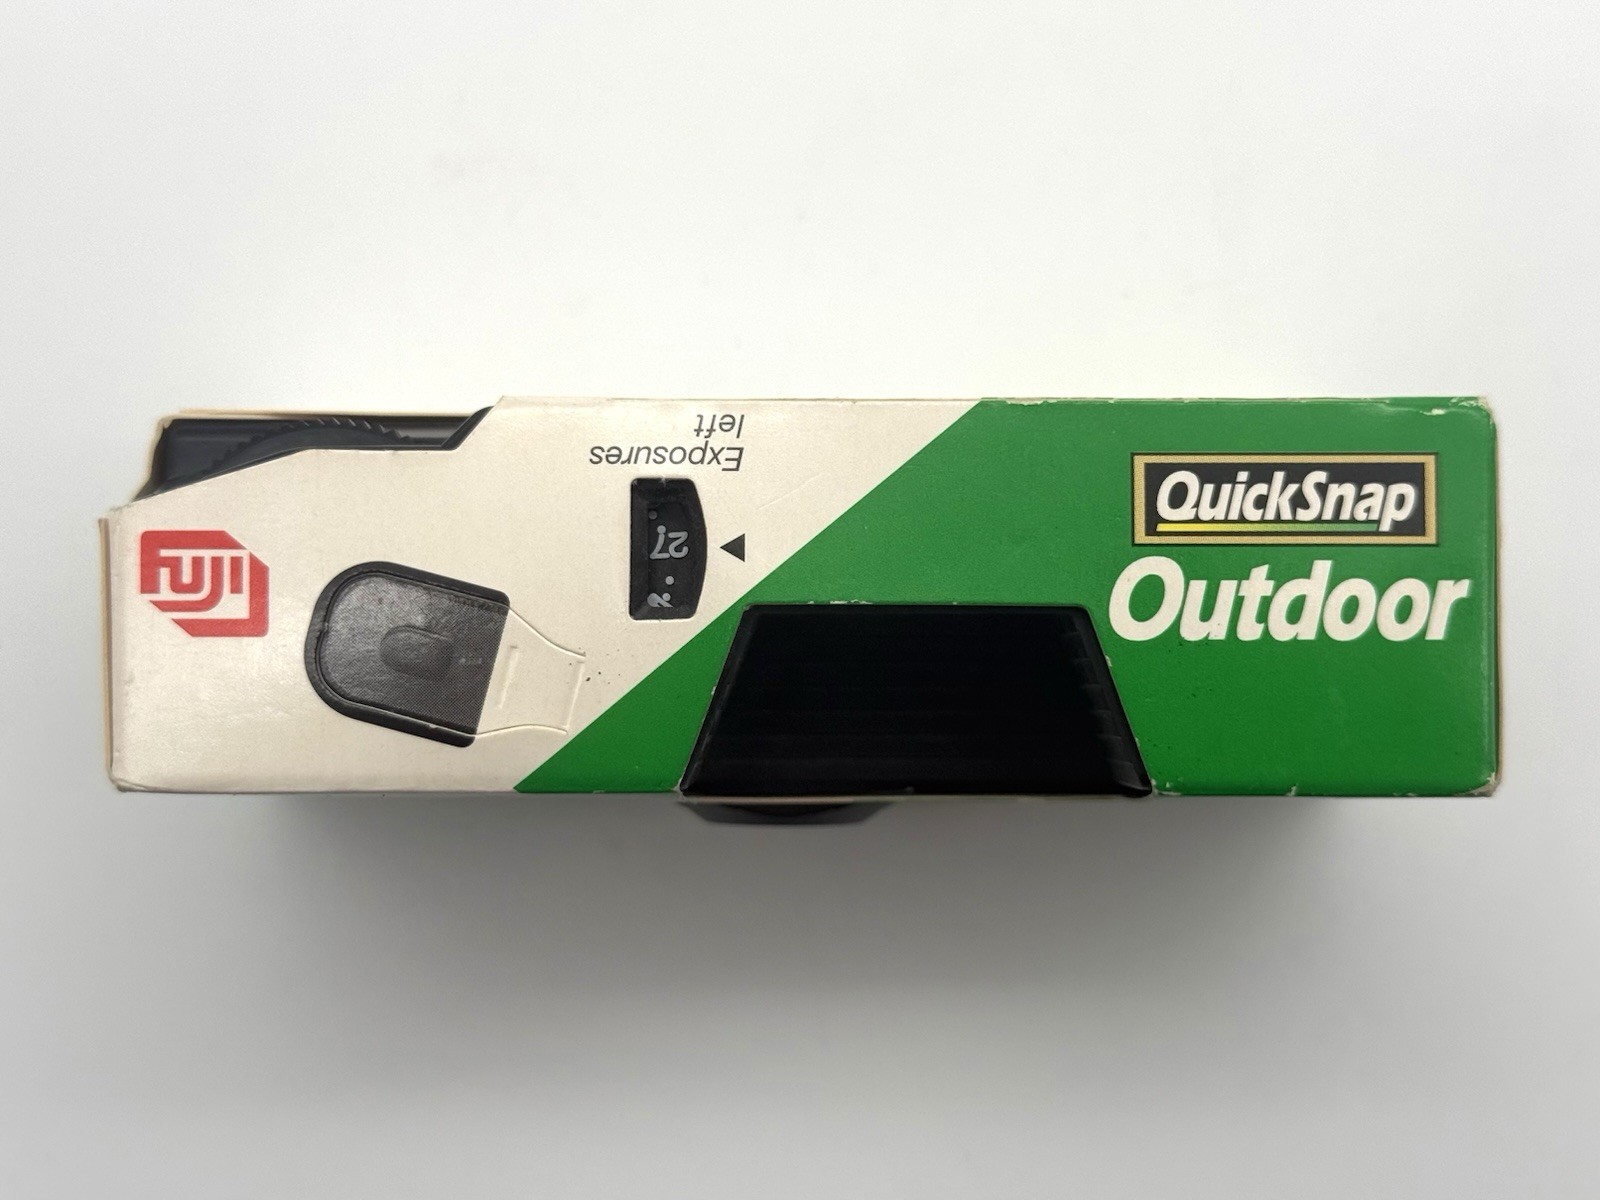 FUJI
Exposures
left
27
QuickSnap
Outdoor